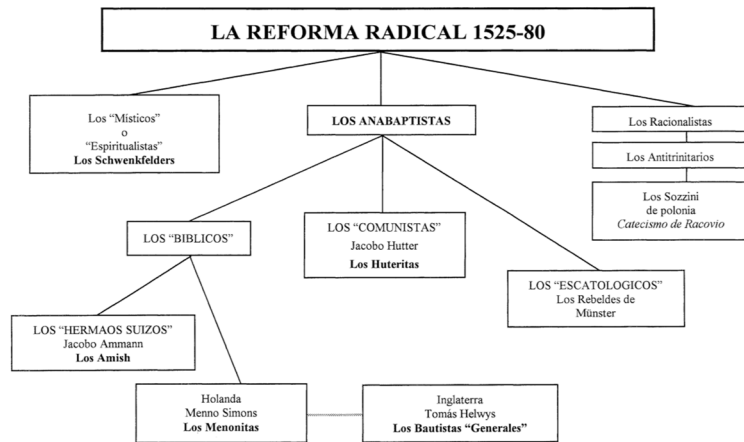 LA REFORMA RADICAL 1525-80
Los “Místicos”
o
“Espiritualistas”
Los Schwenkfelders
LOS ANABAPTISTAS
Los Racionalistas
Los Antitrinitarios
Los Sozzini
de polonia
Catecismo de Racovio
LOS “BIBLICOS”
LOS “COMUNISTAS”
Jacobo Hutter
Los Huteritas
LOS “ESCATOLOGICOS”
Los Rebeldes de
Münster
LOS “HERMAOS SUIZOS”
Jacobo Ammann
Los Amish
Holanda
Menno Simons
Los Menonitas
Inglaterra
Tomás Helwys
Los Bautistas “Generales”